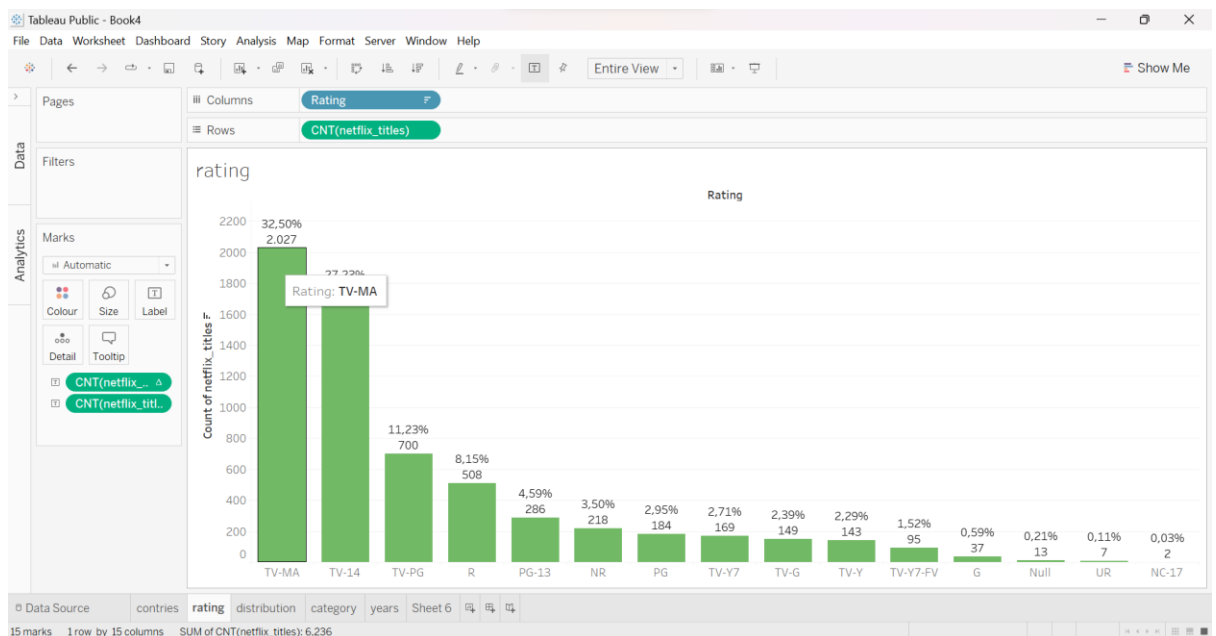 Tableau Public - Book4
File Data Worksheet Dashboard Story Analysis Map Format Server Window Help
Entire View
Show Me
Pages
Columns
Rating
Rows
CNT(netflix_titles)
Data
Analytics
Filters
Marks
Automatic
Colour Size Label
Detail Tooltip
CNT(netflix_..
CNT(netflix_titl..
rating
Rating
Count of netflix_titles
2200
2000
1800
1600
1400
1200
1000
800
600
400
200
0
32,50%
2.027
27,23%
Rating: TV-MA
11,23%
700
8,15%
508
4,59%
286
3,50%
218
2,95%
184
2,71%
169
2,39%
149
2,29%
143
1,52%
95
0,59%
37
0,21%
13
0,11%
7
0,03%
2
TV-MA TV-14 TV-PG R PG-13 NR PG TV-Y7 TV-G TV-Y TV-Y7-FV G Null UR NC-17
Data Source contries rating distribution category years Sheet 6
15 marks 1 row by 15 columns SUM of CNT(netflix_titles): 6.236